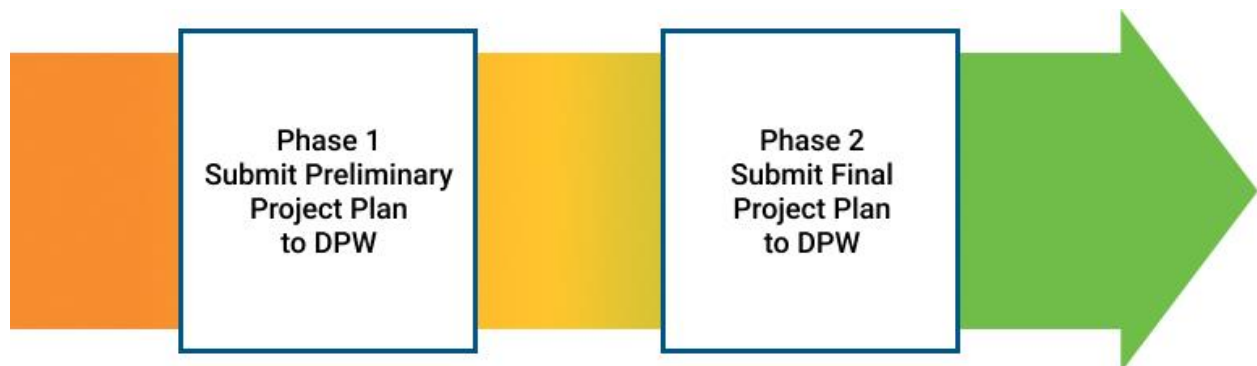 Phase 1
Submit Preliminary
Project Plan
to DPW
Phase 2
Submit Final
Project Plan
to DPW